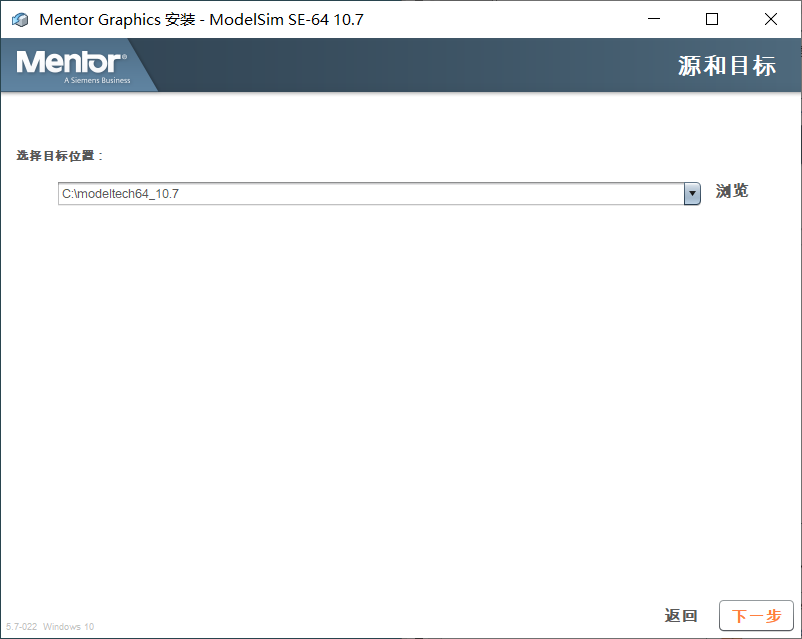 Mentor Graphics 安装 - ModelSim SE-64 10.7
Mentor®
A Siemens Business
源和目标
选择目标位置：
C:\modeltech64_10.7
浏览
返回
下一步
5.7-022 Windows 10